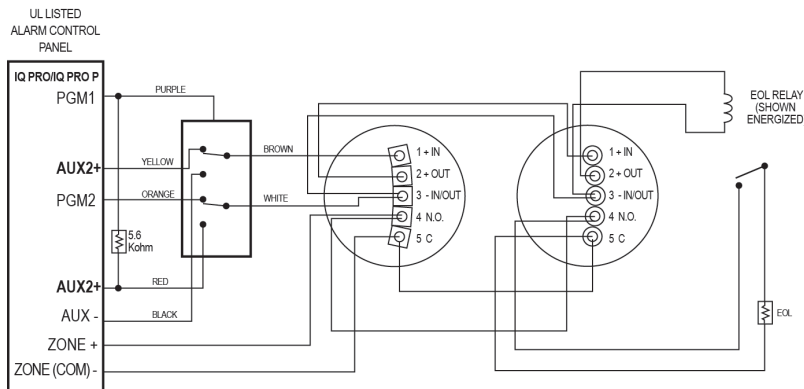 UL LISTED
ALARM CONTROL
PANEL
IQ PRO/IQ PRO P
PGM1
AUX2+
PGM2
5.6
Kohm
AUX2+
AUX -
ZONE +
ZONE (COM) -
PURPLE
YELLOW
ORANGE
RED
BLACK
BROWN
WHITE
1 + IN
2 + OUT
3 - IN/OUT
4 N.O.
5 C
1 + IN
2 + OUT
3 - IN/OUT
4 N.O.
5 C
EOL RELAY
(SHOWN
ENERGIZED
EOL